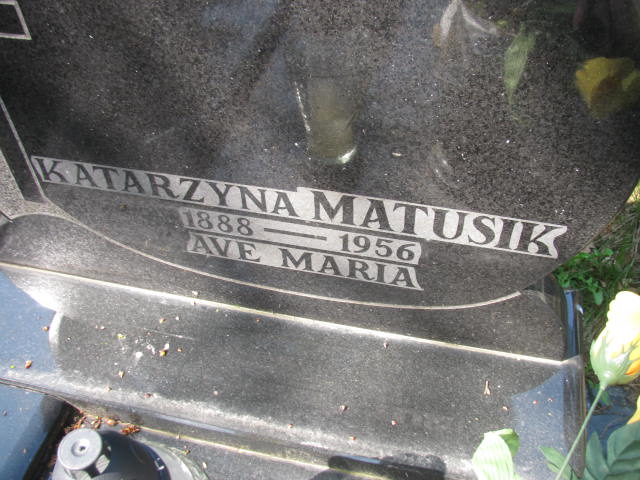 KATARZYNA MATUSIK
1888 — 1956
AVE MARIA